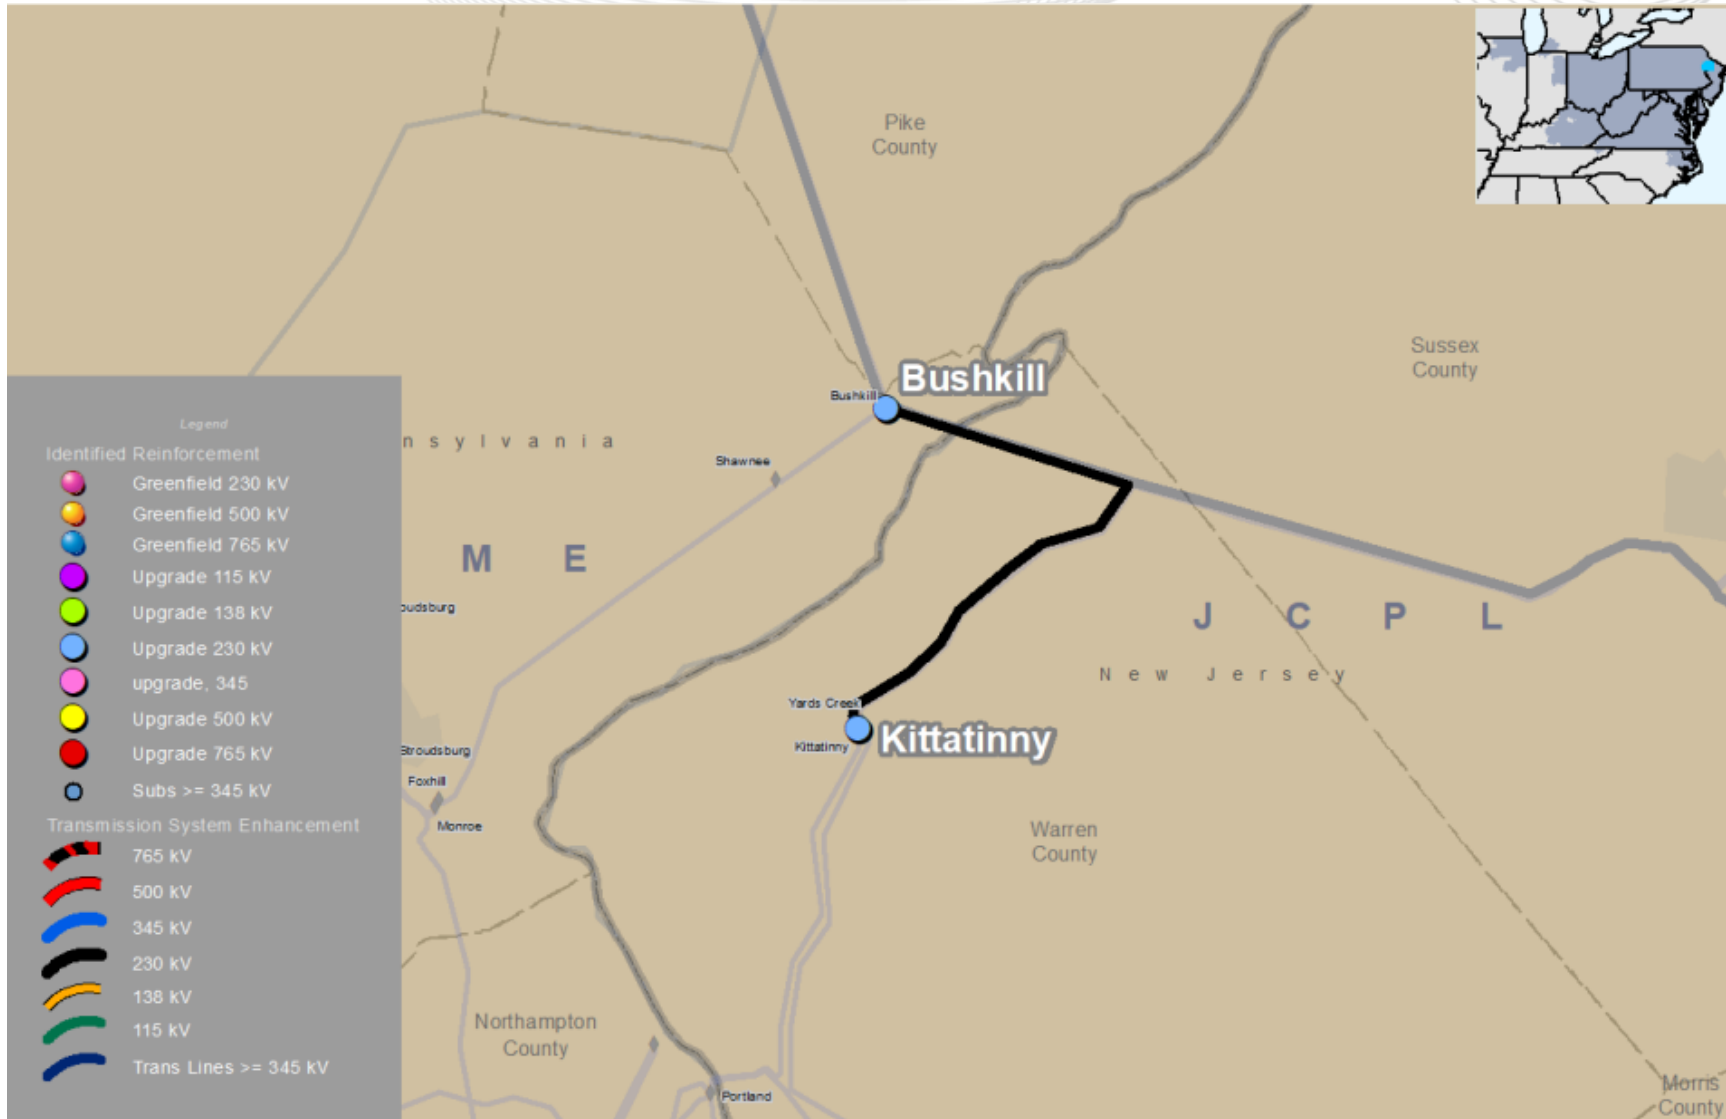 Pike
County
Sussex
County
Bushkill
Bushkill
nsylvania
Shawnee
M E
oudsburg
J C P L
New Jersey
Yards Creek
Kittatinny
Kittatinny
Stroudsburg
Foxhill
Monroe
Warren
County
Northampton
County
Portland
Morris
County
Legend
Identified Reinforcement
Greenfield 230 kV
Greenfield 500 kV
Greenfield 765 kV
Upgrade 115 kV
Upgrade 138 kV
Upgrade 230 kV
upgrade, 345
Upgrade 500 kV
Upgrade 765 kV
Subs >= 345 kV
Transmission System Enhancement
765 kV
500 kV
345 kV
230 kV
138 kV
115 kV
Trans Lines >= 345 kV